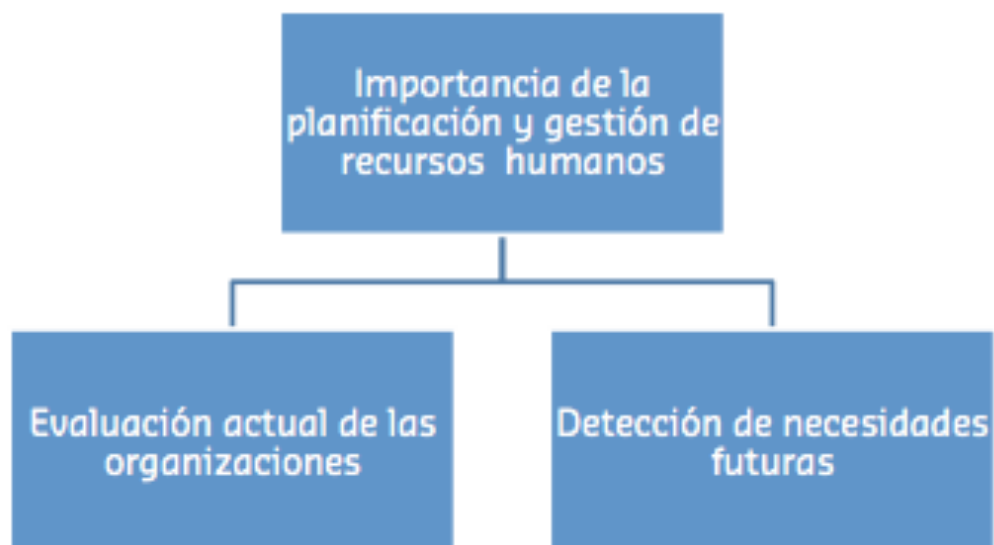 Importancia de la
planificación y gestión de
recursos humanos
Evaluación actual de las
organizaciones
Detección de necesidades
futuras